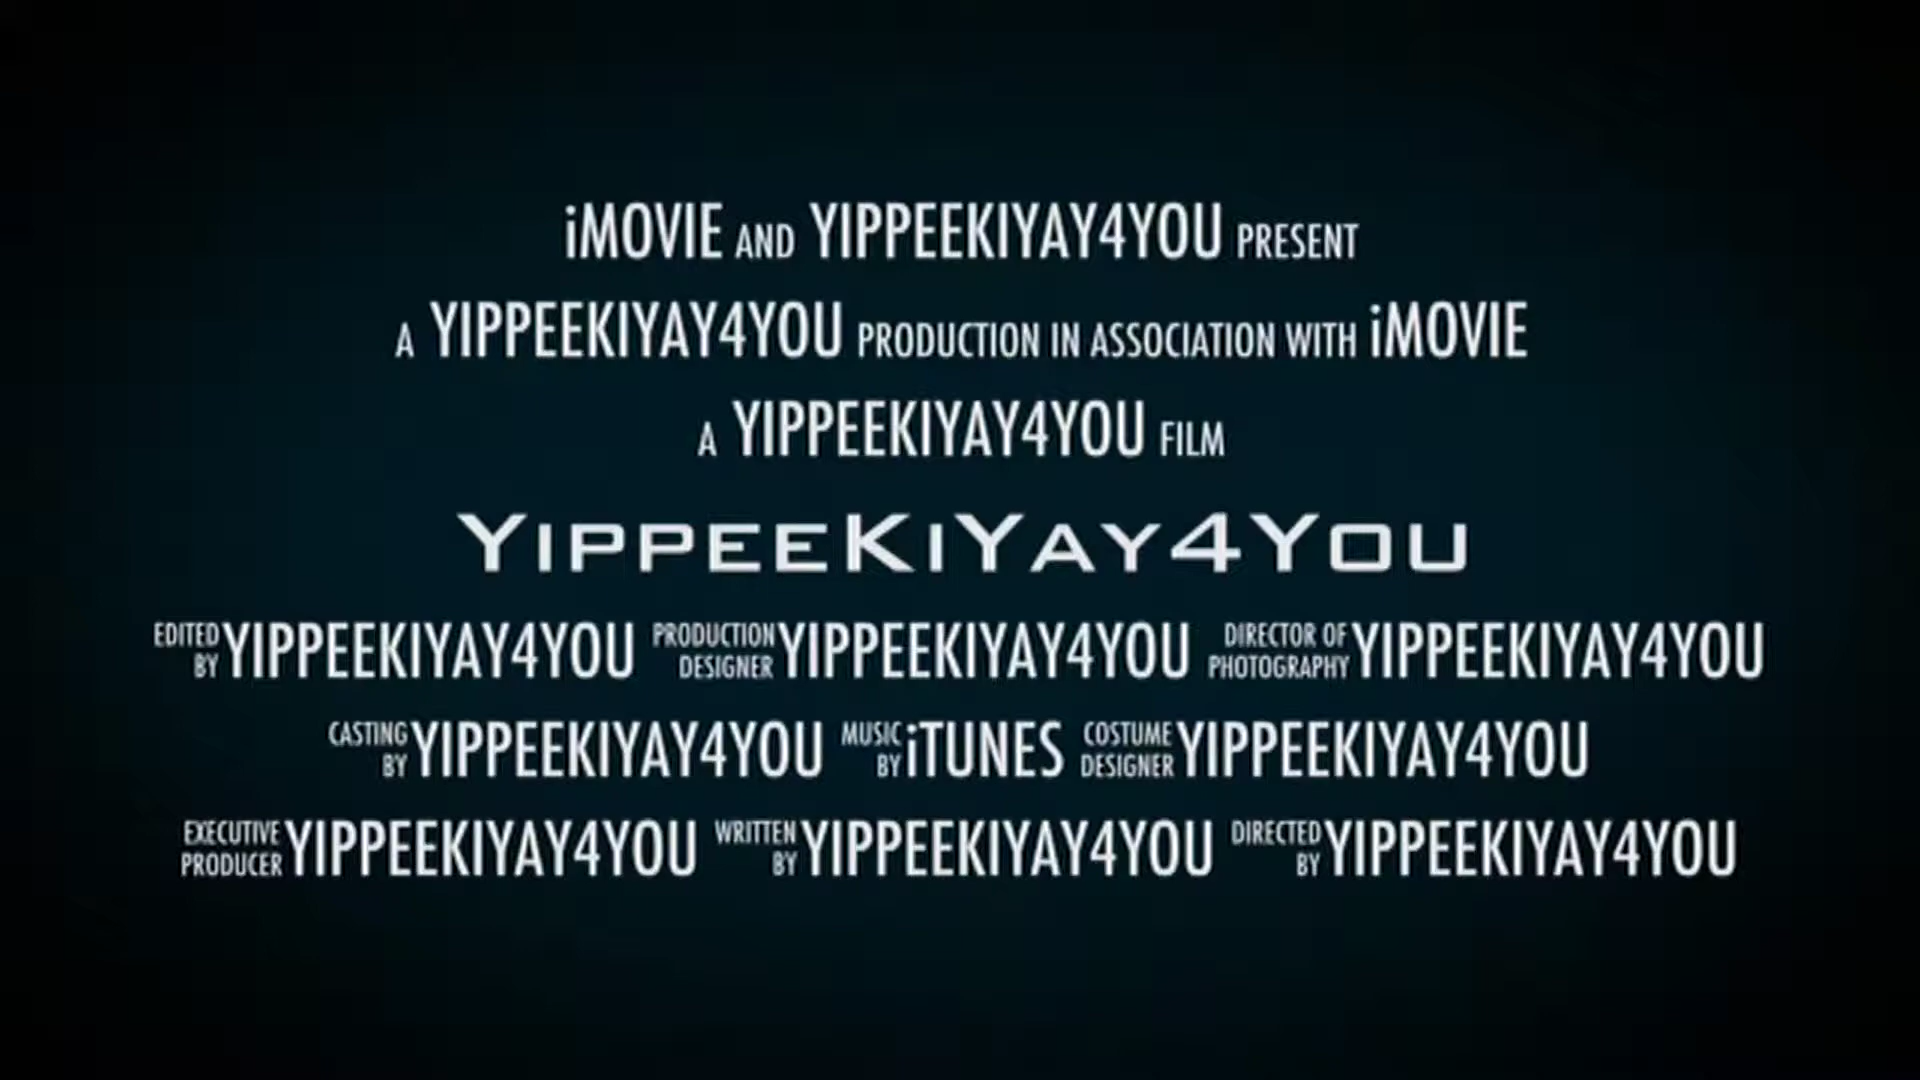 iMOVIE AND YIPPEEKIYAY4YOU PRESENT
A YIPPEEKIYAY4YOU PRODUCTION IN ASSOCIATION WITH iMOVIE
A YIPPEEKIYAY4YOU FILM
YIPPEEKIYAY4YOU
EDITED BY YIPPEEKIYAY4YOU PRODUCTION DESIGNER YIPPEEKIYAY4YOU DIRECTOR OF PHOTOGRAPHY YIPPEEKIYAY4YOU
CASTING BY YIPPEEKIYAY4YOU MUSIC BY iTUNES COSTUME DESIGNER YIPPEEKIYAY4YOU
EXECUTIVE PRODUCER YIPPEEKIYAY4YOU WRITTEN BY YIPPEEKIYAY4YOU DIRECTED BY YIPPEEKIYAY4YOU